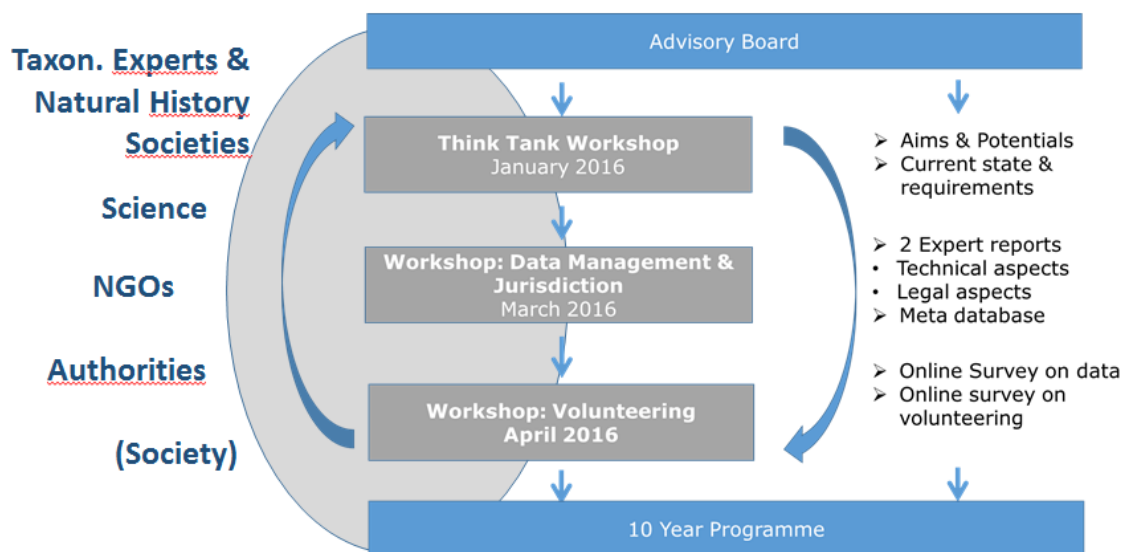 Taxon. Experts &
Natural History
Societies
Science
NGOs
Authorities
(Society)
Advisory Board
Think Tank Workshop
January 2016
Workshop: Data Management &
Jurisdiction
March 2016
Workshop: Volunteering
April 2016
10 Year Programme
➢ Aims & Potentials
➢ Current state &
requirements
➢ 2 Expert reports
• Technical aspects
• Legal aspects
➢ Meta database
➢ Online Survey on data
➢ Online survey on
volunteering